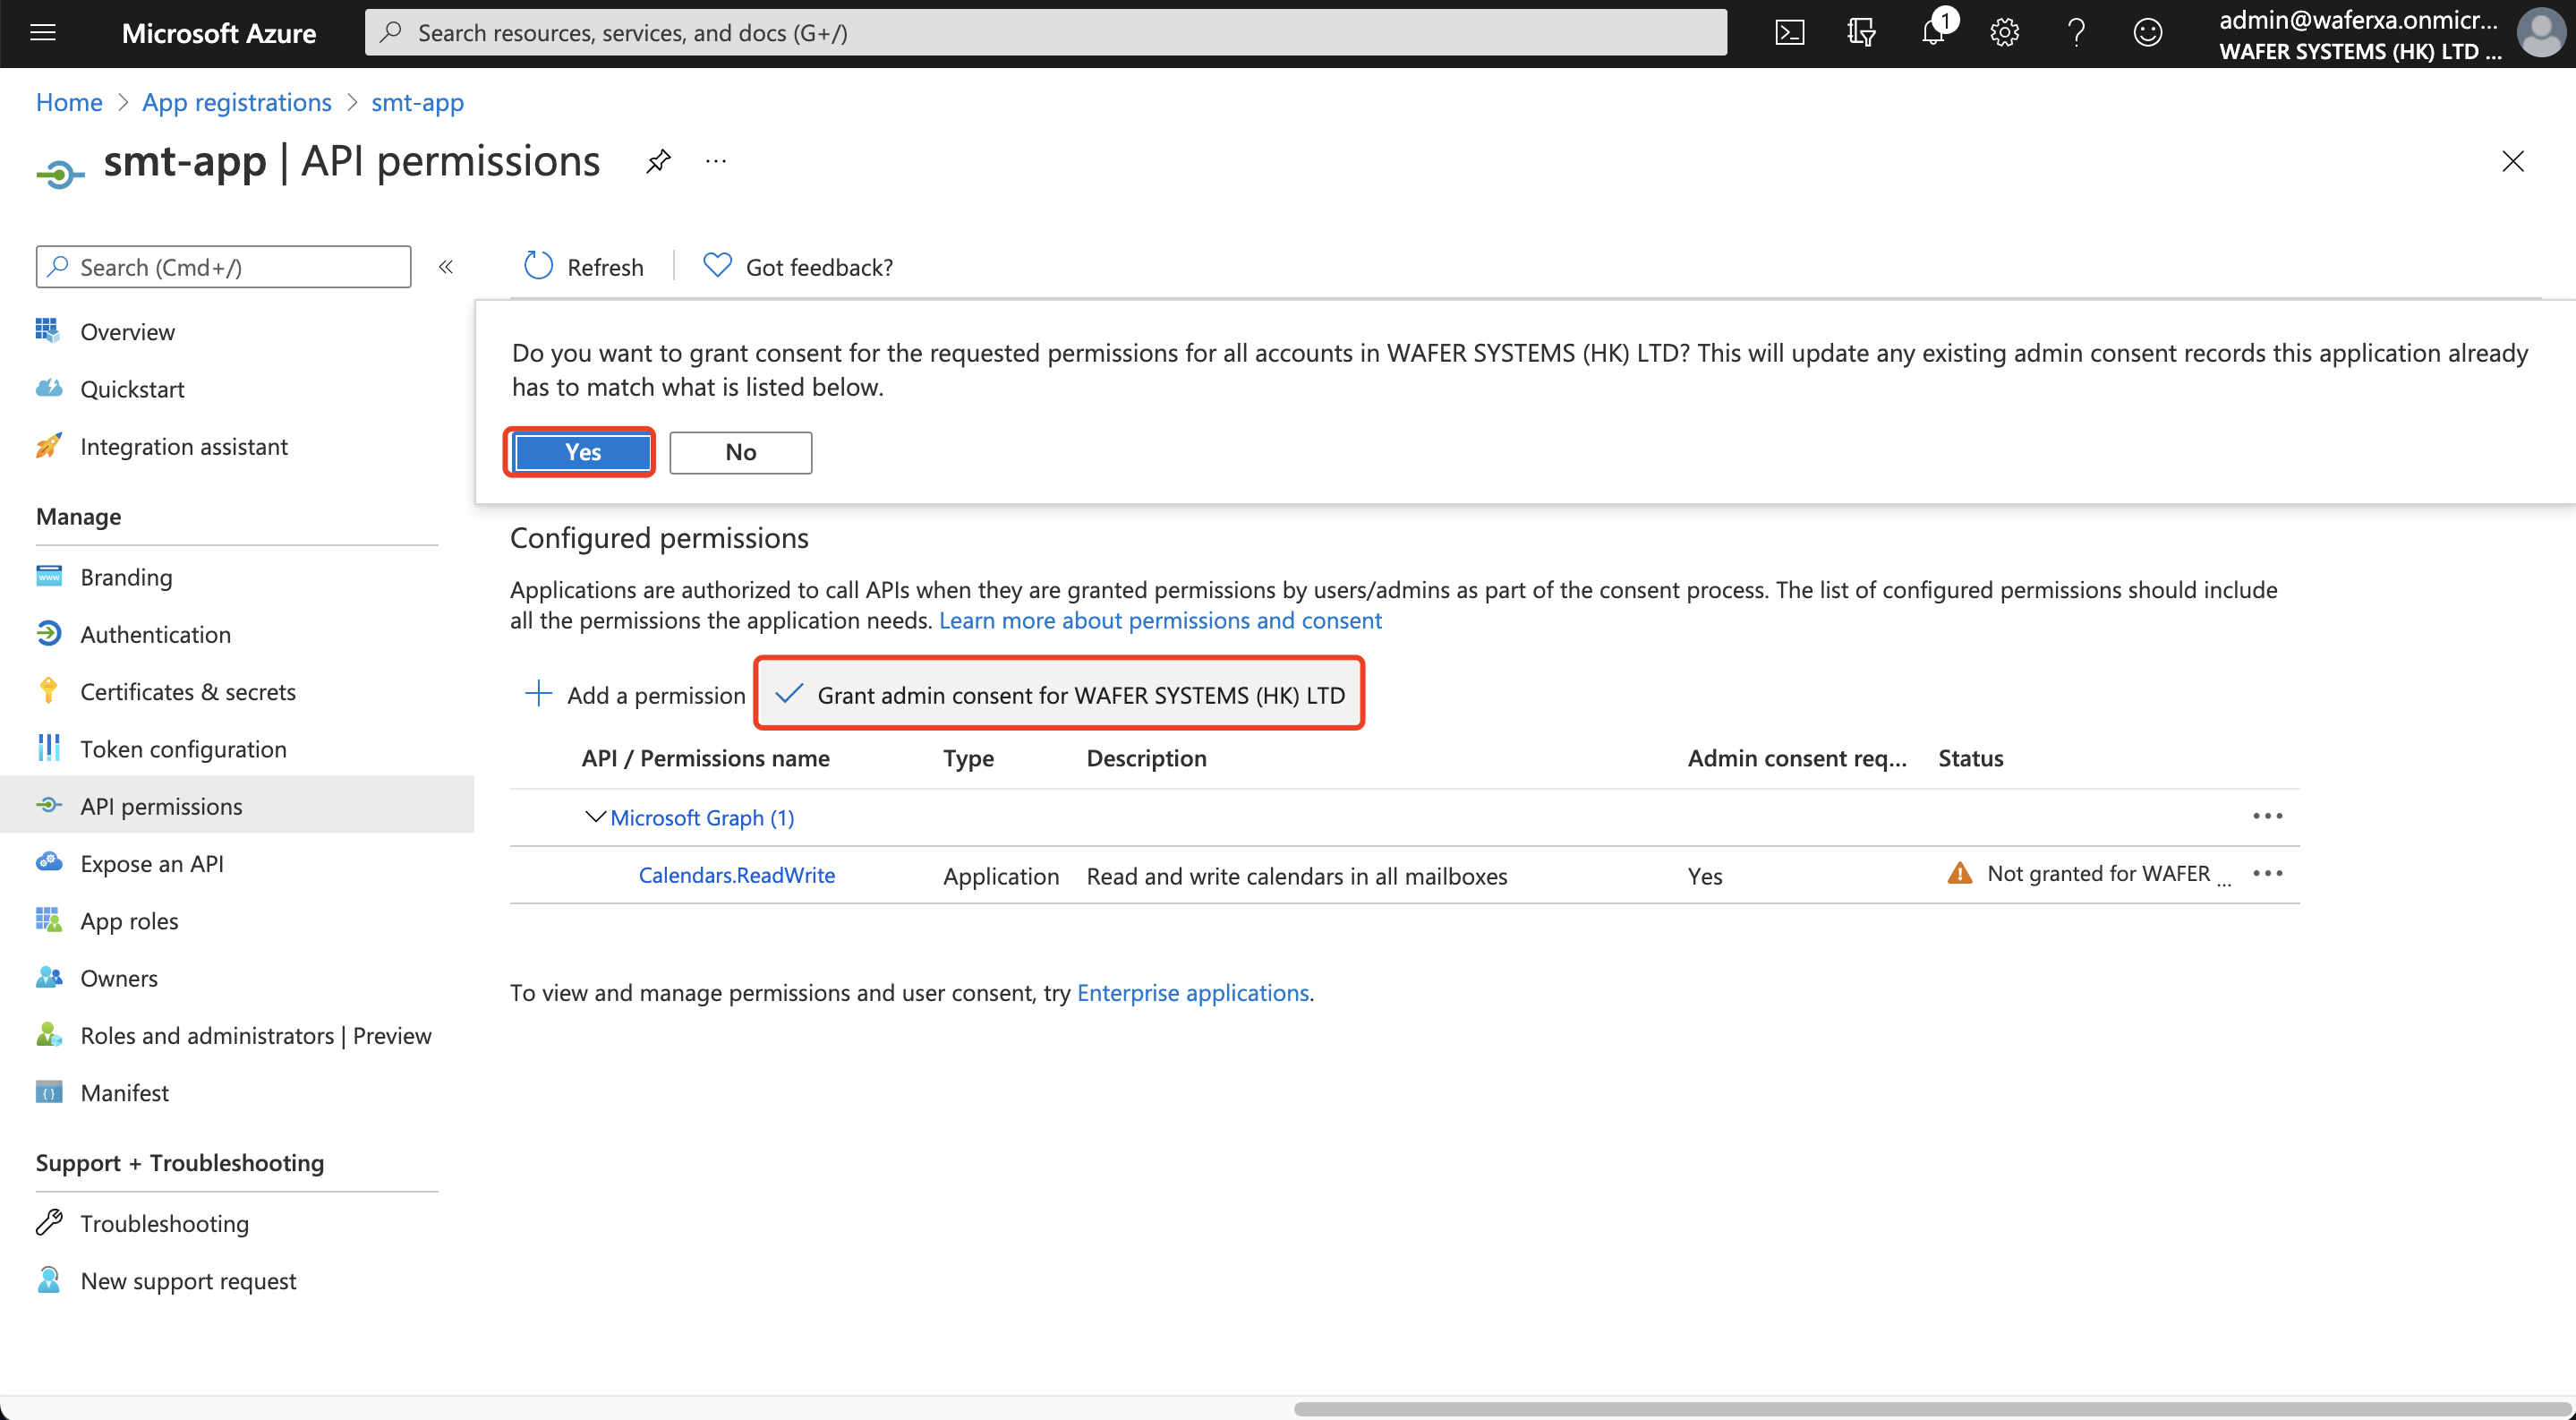 Microsoft Azure
Search resources, services, and docs (G+/)
1
admin@waferxa.onmicr...
WAFER SYSTEMS (HK) LTD ...
Home > App registrations > smt-app
smt-app | API permissions
Search (Cmd+/)
Refresh
Got feedback?
Overview
Quickstart
Integration assistant
Manage
Branding
Authentication
Certificates & secrets
Token configuration
API permissions
Expose an API
App roles
Owners
Roles and administrators | Preview
Manifest
Support + Troubleshooting
Troubleshooting
New support request
Do you want to grant consent for the requested permissions for all accounts in WAFER SYSTEMS (HK) LTD? This will update any existing admin consent records this application already
has to match what is listed below.
Yes No
Configured permissions
Applications are authorized to call APIs when they are granted permissions by users/admins as part of the consent process. The list of configured permissions should include
all the permissions the application needs. Learn more about permissions and consent
Add a permission Grant admin consent for WAFER SYSTEMS (HK) LTD
API / Permissions name Type Description Admin consent req... Status
Microsoft Graph (1)
Calendars.ReadWrite Application Read and write calendars in all mailboxes Yes Not granted for WAFER ...
To view and manage permissions and user consent, try Enterprise applications.